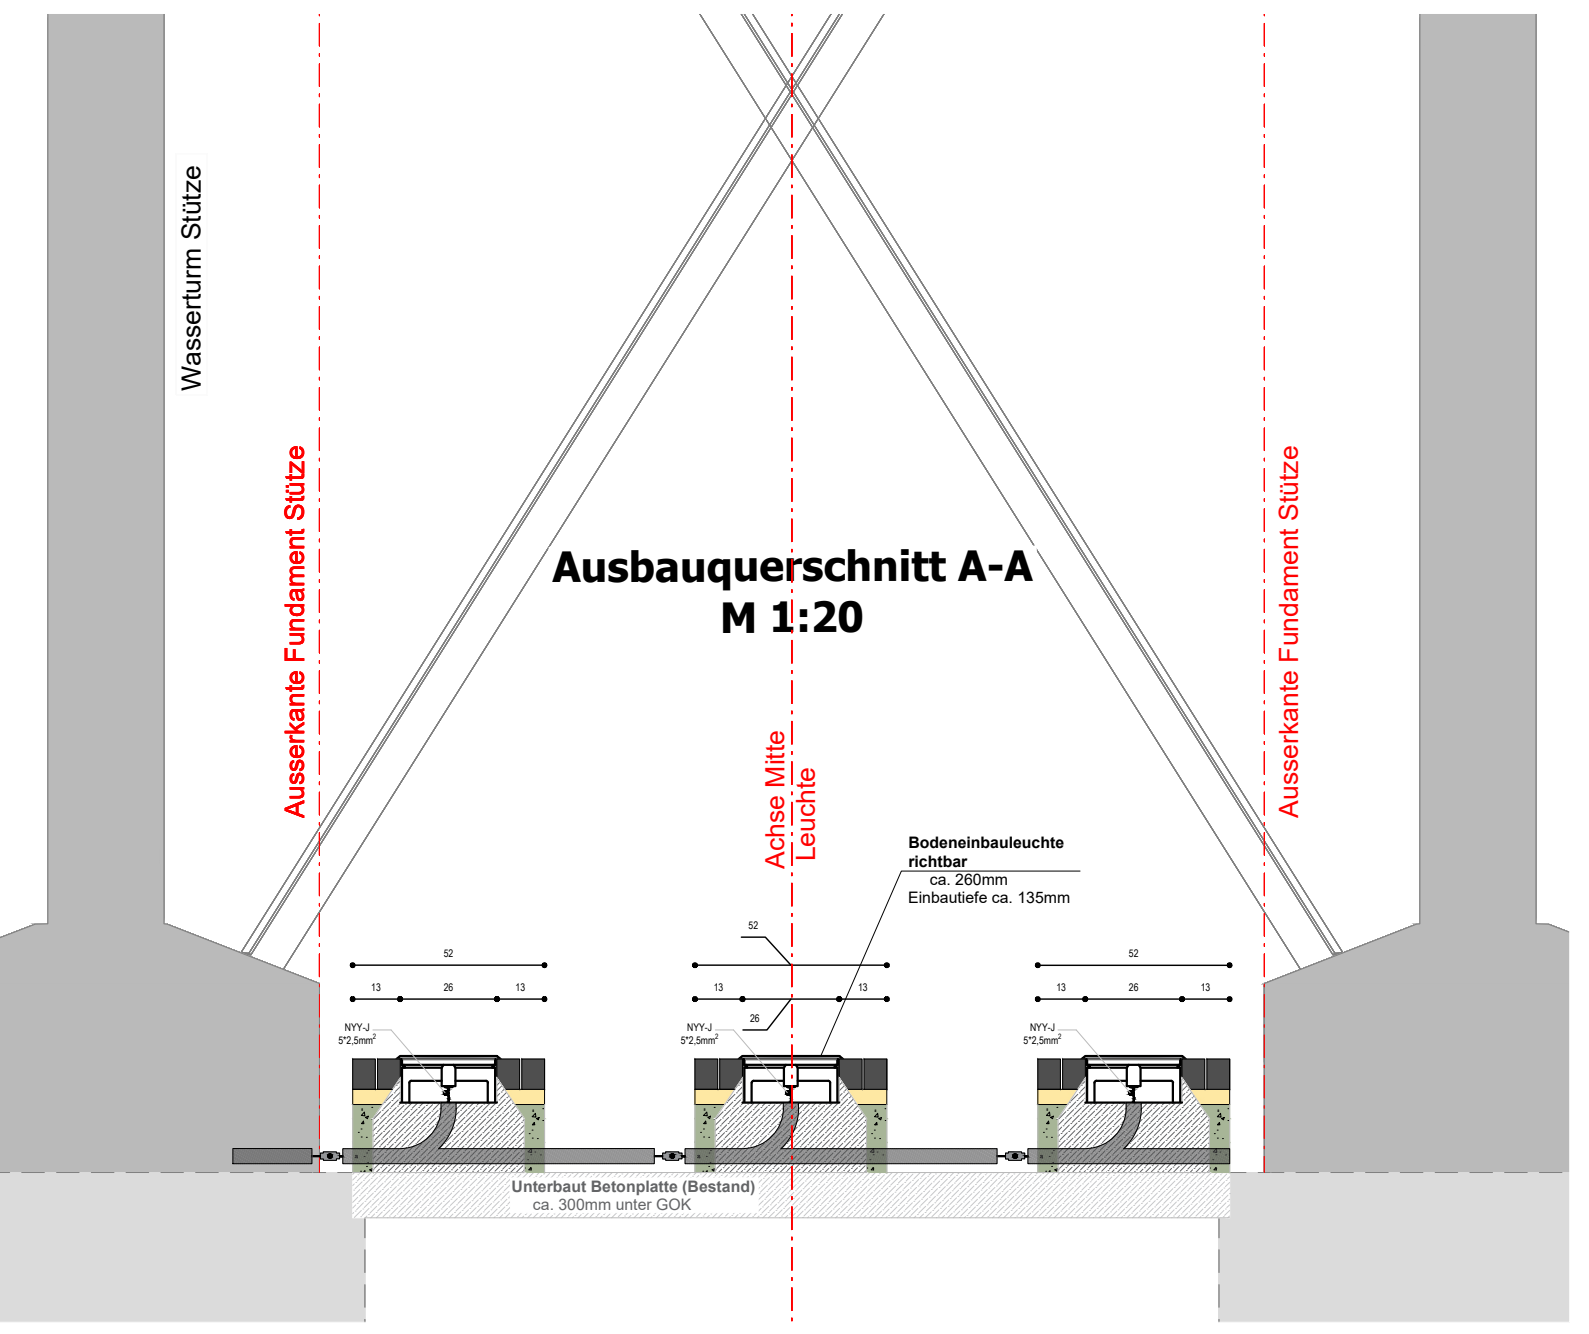 Wasserturm Stütze
Ausserkante Fundament Stütze
Ausserkante Fundament Stütze
Ausbauquerschnitt A-A
M 1:20
Achse Mitte
Leuchte
Bodeneinbauleuchte
richtbar
ca. 260mm
Einbautiefe ca. 135mm
52
52
52
13 26 13
13 13
26
13 26 13
NYY-J
5*2,5mm²
NYY-J
5*2,5mm²
NYY-J
5*2,5mm²
Unterbaut Betonplatte (Bestand)
ca. 300mm unter GOK